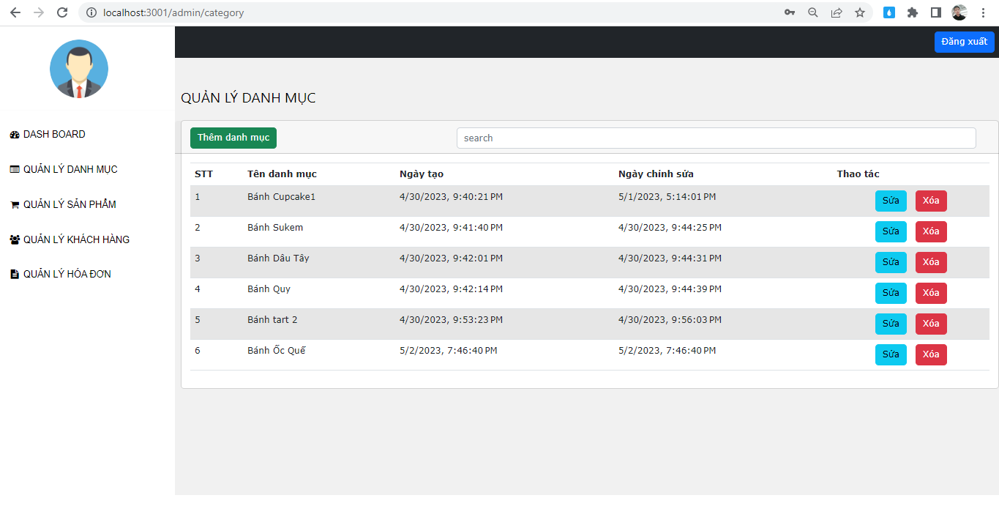 localhost:3001/admin/category
Đăng xuất
DASH BOARD
QUẢN LÝ DANH MỤC
QUẢN LÝ SẢN PHẨM
QUẢN LÝ KHÁCH HÀNG
QUẢN LÝ HÓA ĐƠN
QUẢN LÝ DANH MỤC
Thêm danh mục search
STT Tên danh mục Ngày tạo Ngày chỉnh sửa Thao tác
1 Bánh Cupcake1 4/30/2023, 9:40:21 PM 5/1/2023, 5:14:01 PM Sửa Xóa
2 Bánh Sukem 4/30/2023, 9:41:40 PM 4/30/2023, 9:44:25 PM Sửa Xóa
3 Bánh Dâu Tây 4/30/2023, 9:42:01 PM 4/30/2023, 9:44:31 PM Sửa Xóa
4 Bánh Quy 4/30/2023, 9:42:14 PM 4/30/2023, 9:44:39 PM Sửa Xóa
5 Bánh tart 2 4/30/2023, 9:53:23 PM 4/30/2023, 9:56:03 PM Sửa Xóa
6 Bánh Ốc Quế 5/2/2023, 7:46:40 PM 5/2/2023, 7:46:40 PM Sửa Xóa